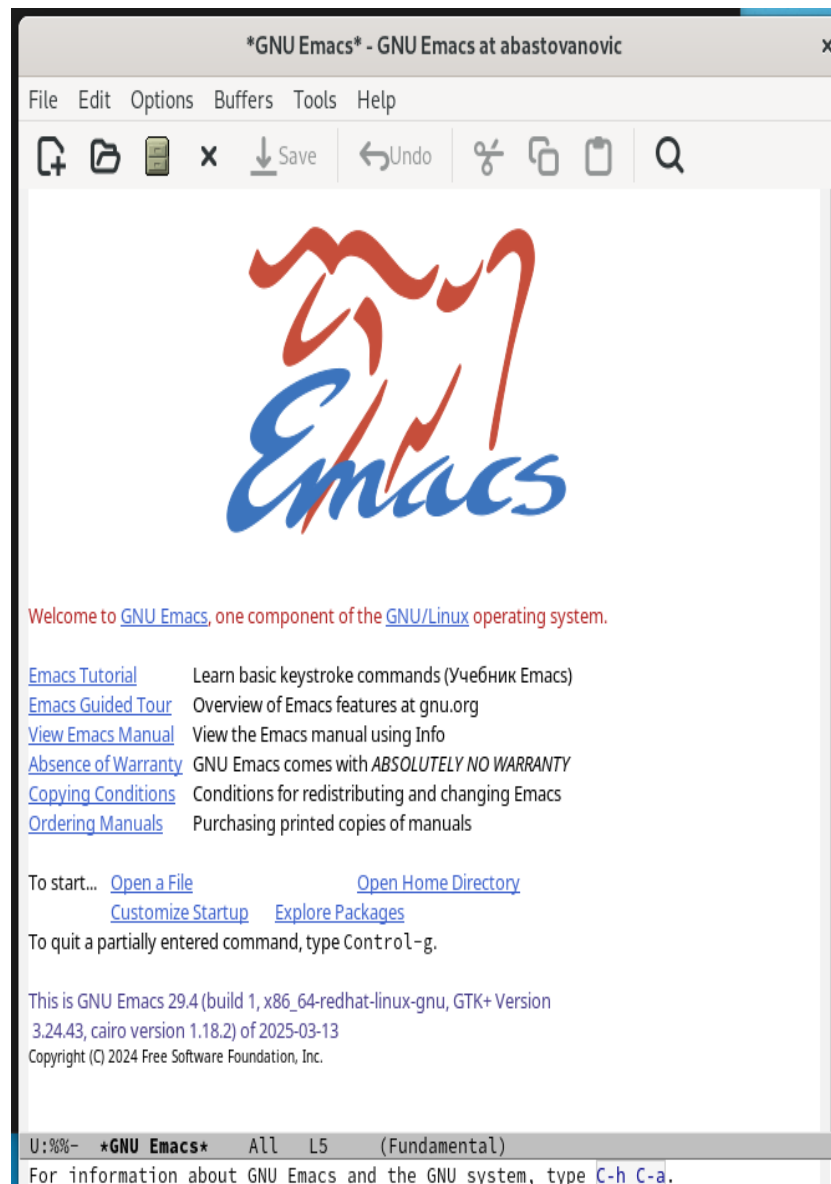 *GNU Emacs* - GNU Emacs at abastovanovic
File Edit Options Buffers Tools Help
Save Undo
Emacs
Welcome to GNU Emacs, one component of the GNU/Linux operating system.
Emacs Tutorial Learn basic keystroke commands (Учебник Emacs)
Emacs Guided Tour Overview of Emacs features at gnu.org
View Emacs Manual View the Emacs manual using Info
Absence of Warranty GNU Emacs comes with ABSOLUTELY NO WARRANTY
Copying Conditions Conditions for redistributing and changing Emacs
Ordering Manuals Purchasing printed copies of manuals
To start... Open a File Open Home Directory
Customize Startup Explore Packages
To quit a partially entered command, type Control-g.
This is GNU Emacs 29.4 (build 1, x86_64-redhat-linux-gnu, GTK+ Version
3.24.43, cairo version 1.18.2) of 2025-03-13
Copyright (C) 2024 Free Software Foundation, Inc.
U:%%- *GNU Emacs* All L5 (Fundamental)
For information about GNU Emacs and the GNU system, type C-h C-a.